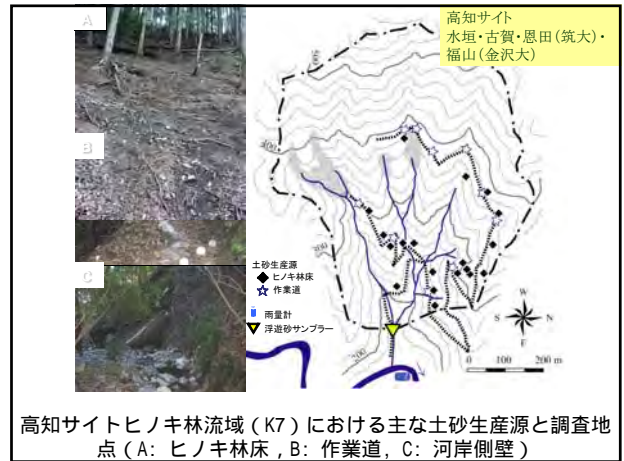 高知サイト
水垣・古賀・恩田(筑大)・
福山(金沢大)
A
B
C
500
400
300
200
土砂生産源
ヒノキ林床
作業道
雨量計
浮遊砂サンプラー
W
S N
E
0 100 200 m
高知サイトヒノキ林流域(K7)における主な土砂生産源と調査地
点(A: ヒノキ林床,B: 作業道, C: 河岸側壁)